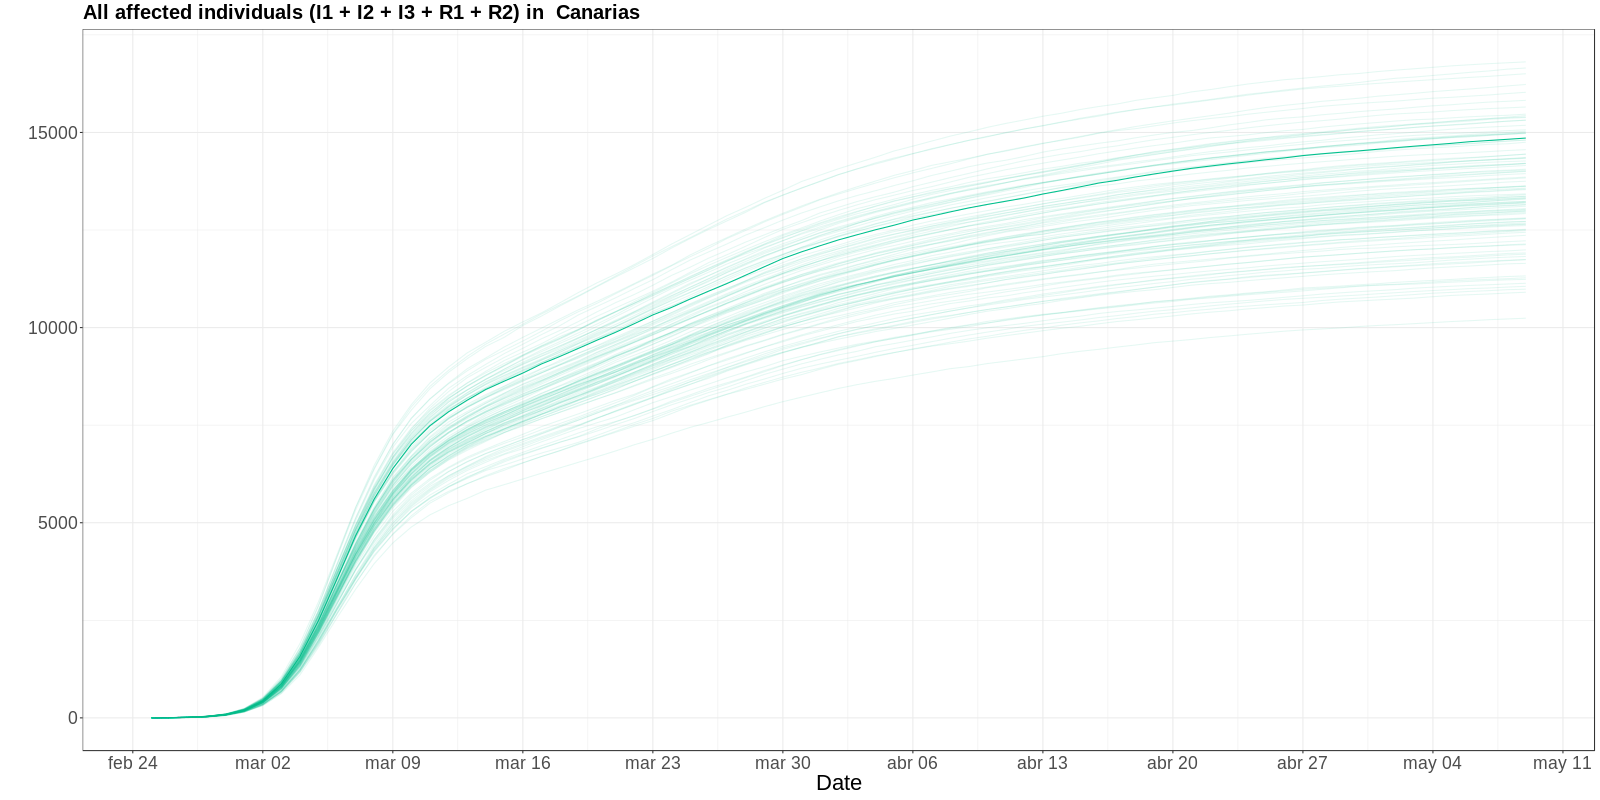 All affected individuals (I1 + I2 + I3 + R1 + R2) in  Canarias
15000
10000
5000
0
feb 24 mar 02 mar 09 mar 16 mar 23 mar 30 abr 06 abr 13 abr 20 abr 27 may 04 may 11
Date